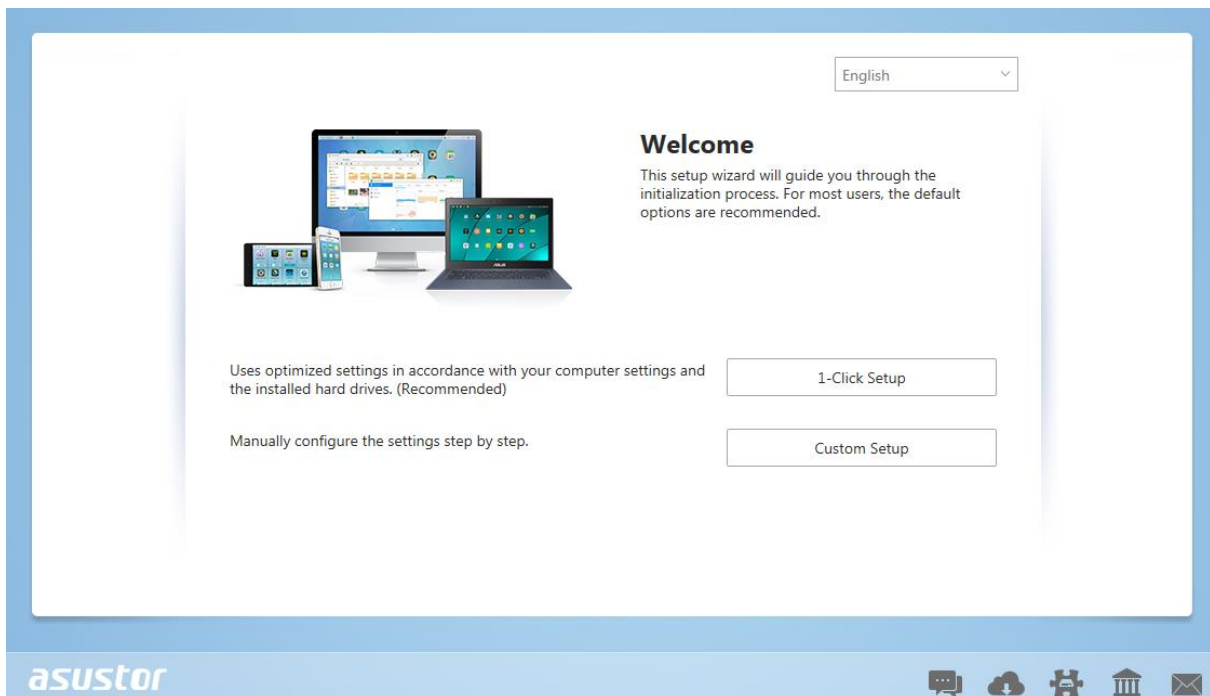 English
Welcome
This setup wizard will guide you through the
initialization process. For most users, the default
options are recommended.
Uses optimized settings in accordance with your computer settings and
the installed hard drives. (Recommended)
1-Click Setup
Manually configure the settings step by step.
Custom Setup
asustor